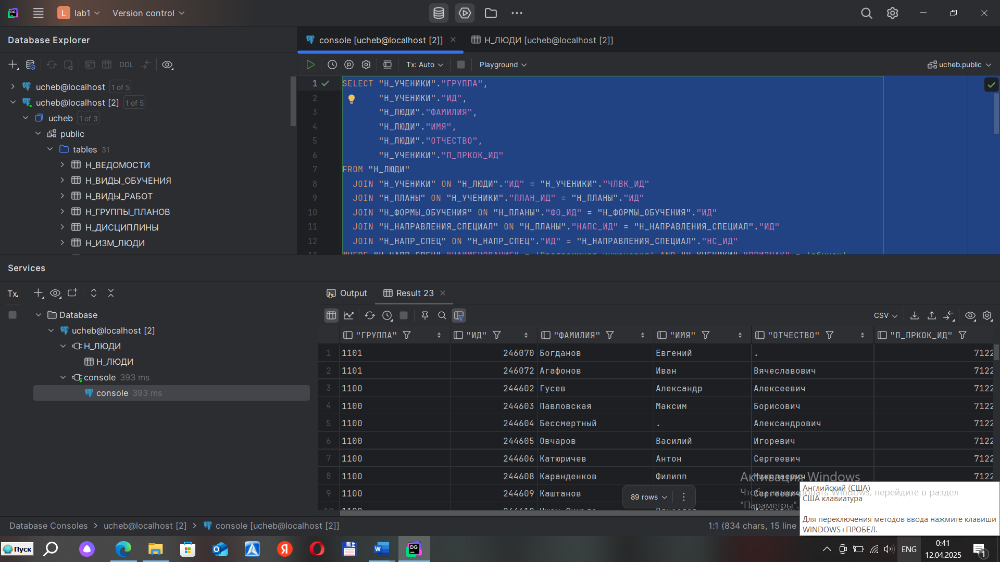 L lab1 Version control
Database Explorer
DDL
ucheb@localhost 1 of 5
ucheb@localhost [2] 1 of 5
ucheb 1 of 3
public
tables 31
Н_ВЕДОМОСТИ
Н_ВИДЫ_ОБУЧЕНИЯ
Н_ВИДЫ_РАБОТ
Н_ГРУППЫ_ПЛАНОВ
Н_ДИСЦИПЛИНЫ
Н_ИЗМ_ЛЮДИ
console [ucheb@localhost [2]] Н_ЛЮДИ [ucheb@localhost [2]]
Tx: Auto Playground ucheb.public
1 SELECT "Н_УЧЕНИКИ"."ГРУППА",
2 "Н_УЧЕНИКИ"."ИД",
3 "Н_ЛЮДИ"."ФАМИЛИЯ",
4 "Н_ЛЮДИ"."ИМЯ",
5 "Н_ЛЮДИ"."ОТЧЕСТВО",
6 "Н_УЧЕНИКИ"."П_ПРКОК_ИД"
7 FROM "Н_ЛЮДИ"
8 JOIN "Н_УЧЕНИКИ" ON "Н_ЛЮДИ"."ИД" = "Н_УЧЕНИКИ"."ЧЛВК_ИД"
9 JOIN "Н_ПЛАНЫ" ON "Н_УЧЕНИКИ"."ПЛАН_ИД" = "Н_ПЛАНЫ"."ИД"
10 JOIN "Н_ФОРМЫ_ОБУЧЕНИЯ" ON "Н_ПЛАНЫ"."ФО_ИД" = "Н_ФОРМЫ_ОБУЧЕНИЯ"."ИД"
11 JOIN "Н_НАПРАВЛЕНИЯ_СПЕЦИАЛ" ON "Н_ПЛАНЫ"."НАПС_ИД" = "Н_НАПРАВЛЕНИЯ_СПЕЦИАЛ"."ИД"
12 JOIN "Н_НАПР_СПЕЦ" ON "Н_НАПР_СПЕЦ"."ИД" = "Н_НАПРАВЛЕНИЯ_СПЕЦИАЛ"."НС_ИД"
13 WHERE "Н_НАПР_СПЕЦ"."НАИМЕНОВАНИЕ" = 'Программная инженерия' AND "Н_УЧЕНИКИ"."ПРИЗНАК" = 'обучен'
Services
Tx
Database
ucheb@localhost [2]
Н_ЛЮДИ
Н_ЛЮДИ
console 393 ms
console 393 ms
Output Result 23
CSV
"ГРУППА" "ИД" "ФАМИЛИЯ" "ИМЯ" "ОТЧЕСТВО" "П_ПРКОК_ИД"
1 1101 246070 Богданов Евгений . 7122
2 1101 246072 Агафонов Иван Вячеславович 7122
3 1100 244602 Гусев Александр Алексеевич 7122
4 1100 244603 Павловская Максим Борисович 7122
5 1100 244604 Бессмертный . Александрович 7122
6 1100 244605 Овчаров Василий Игоревич 7122
7 1100 244606 Катюричев Антон Сергеевич 7122
8 1100 244608 Каранденков Филипп Николаевич 7122
9 1100 244609 Каштанов Сергеевич
89 rows
Активация Windows
Чтобы активировать Windows, перейдите в раздел
"Параметры".
Английский (США)
США клавиатура
Для переключения методов ввода нажмите клавиши
WINDOWS+ПРОБЕЛ.
Database Consoles > ucheb@localhost [2] > console [ucheb@localhost [2]]
1:1 (834 chars, 15 line
Пуск
ENG
0:41
12.04.2025
1